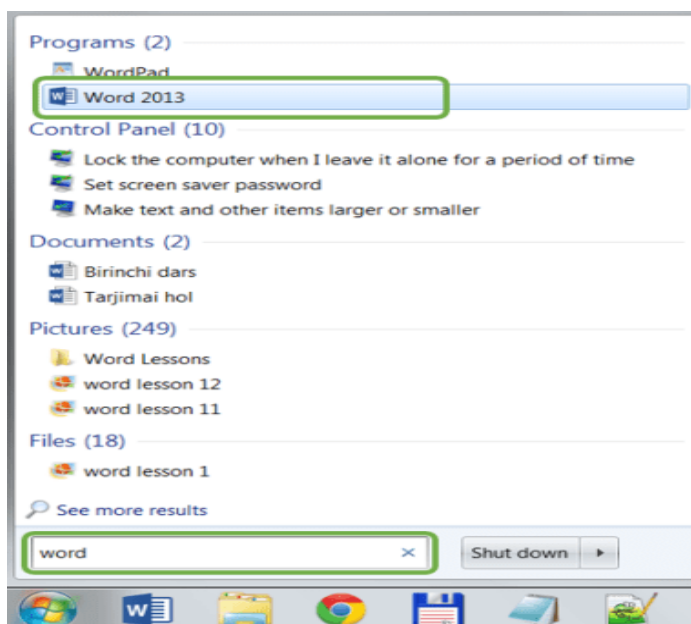 Programs (2)
WordPad
Word 2013
Control Panel (10)
Lock the computer when I leave it alone for a period of time
Set screen saver password
Make text and other items larger or smaller
Documents (2)
Birinchi dars
Tarjimai hol
Pictures (249)
Word Lessons
word lesson 12
word lesson 11
Files (18)
word lesson 1
See more results
word
Shut down